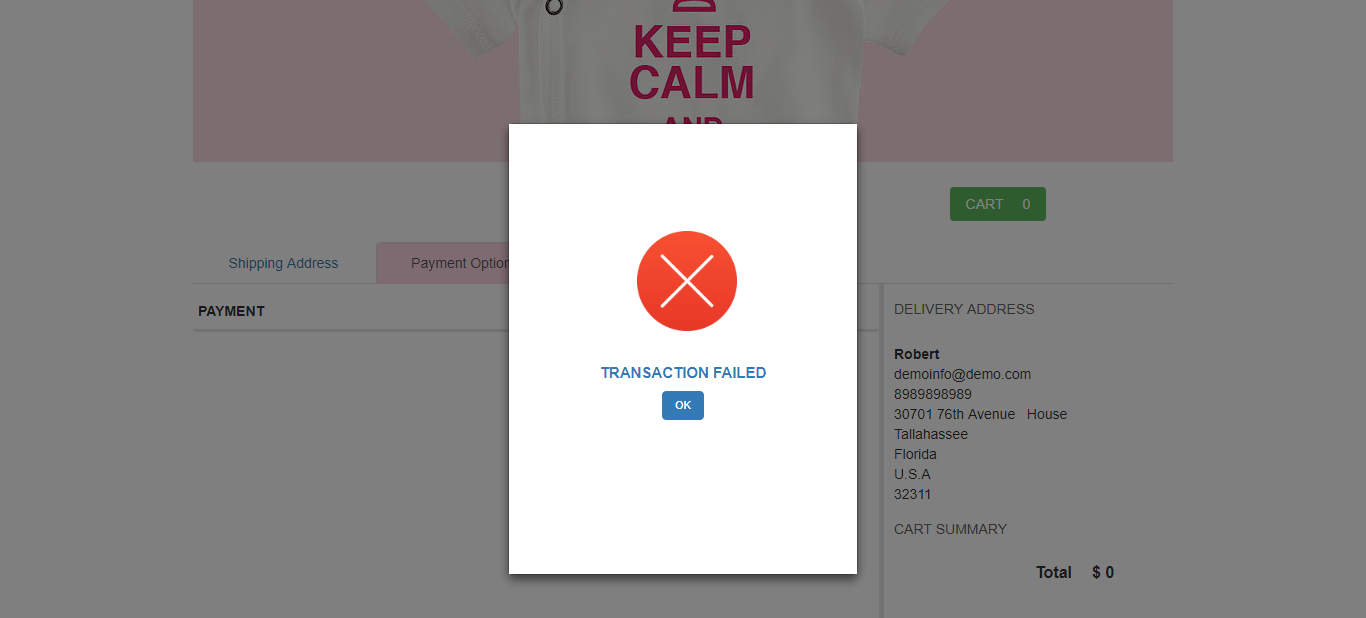 KEEP
CALM
AND
CART 0
Shipping Address
Payment Option
PAYMENT
TRANSACTION FAILED
OK
DELIVERY ADDRESS
Robert
demoinfo@demo.com
8989898989
30701 76th Avenue House
Tallahassee
Florida
U.S.A
32311
CART SUMMARY
Total $ 0